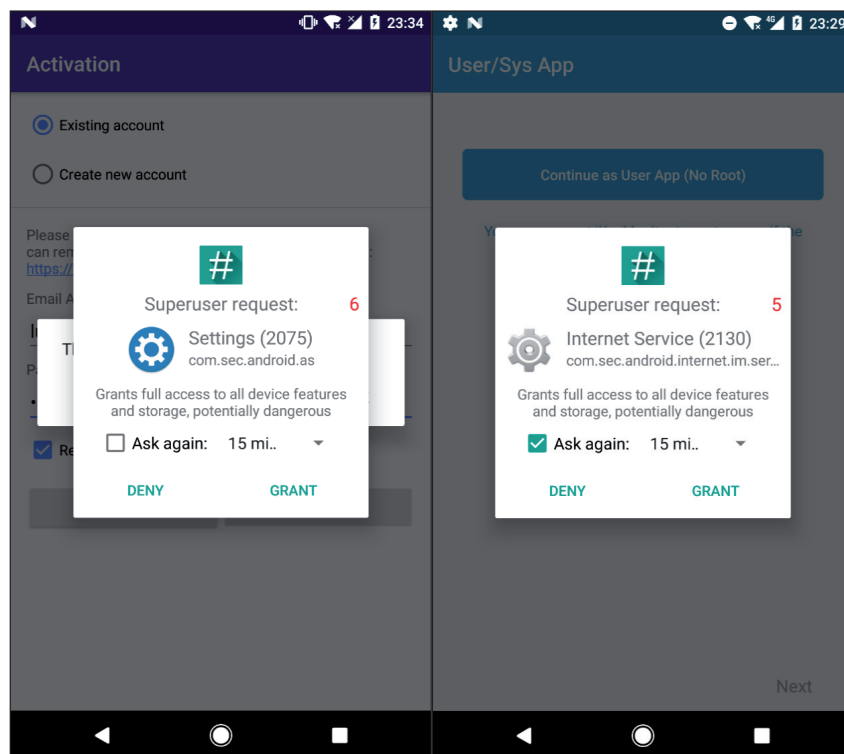 23:34
Activation
Existing account
Create new account
Please
can rem
https://
Email A
#
Superuser request: 6
Settings (2075)
com.sec.android.as
Grants full access to all device features
and storage, potentially dangerous
Ask again: 15 mi..
DENY GRANT
Re
4G 23:29
User/Sys App
Continue as User App (No Root)
#
Superuser request: 5
Internet Service (2130)
com.sec.android.internet.im.ser...
Grants full access to all device features
and storage, potentially dangerous
Ask again: 15 mi..
DENY GRANT
Next